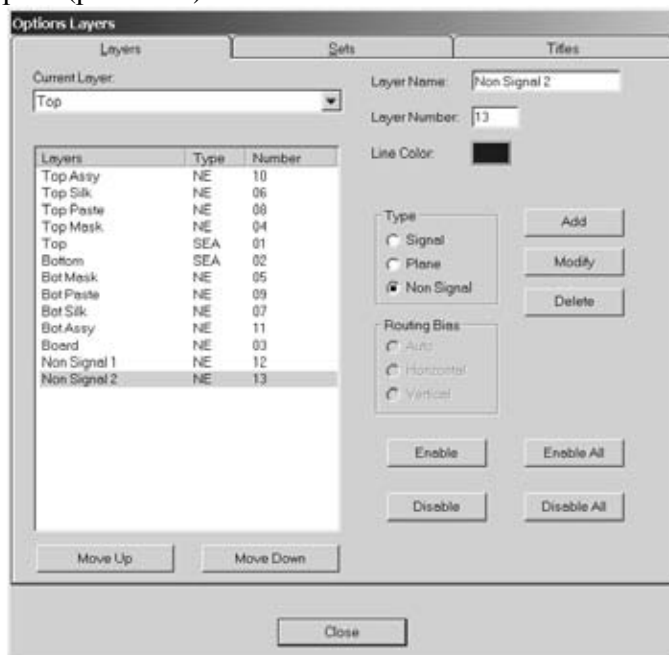 Options Layers
Layers Sets Titles
Current Layer:
Top
Layer Name: Non Signal 2
Layer Number: 13
Line Color:
Layers Type Number
Top Assy NE 10
Top Silk NE 06
Top Paste NE 08
Top Mask NE 04
Top SEA 01
Bottom SEA 02
Bot Mask NE 05
Bot Paste NE 09
Bot Silk NE 07
Bot Assy NE 11
Board NE 03
Non Signal 1 NE 12
Non Signal 2 NE 13
Type
Signal
Plane
Non Signal
Add
Modify
Delete
Routing Bias
Auto
Horizontal
Vertical
Enable Enable All
Disable Disable All
Move Up Move Down
Close